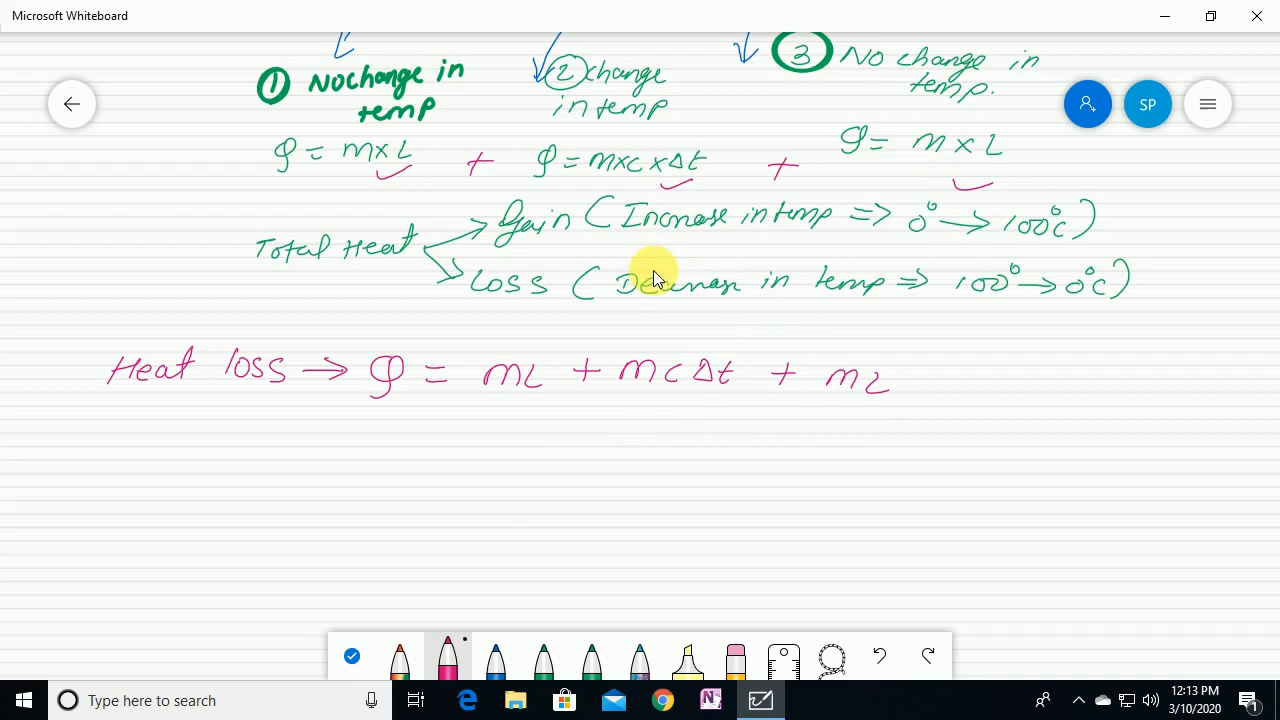 Microsoft Whiteboard
① No change in temp
② change in temp
③ No change in temp.
Q = m×L + Q = m×c×Δt + Q = m×L
Total Heat
Gain (Increase in temp => 0° → 100°c)
Loss (Decrease in temp => 100° → 0°c)
Heat loss → Q = mL + mcΔt + mL
SP
Type here to search
12:13 PM
3/10/2020
1